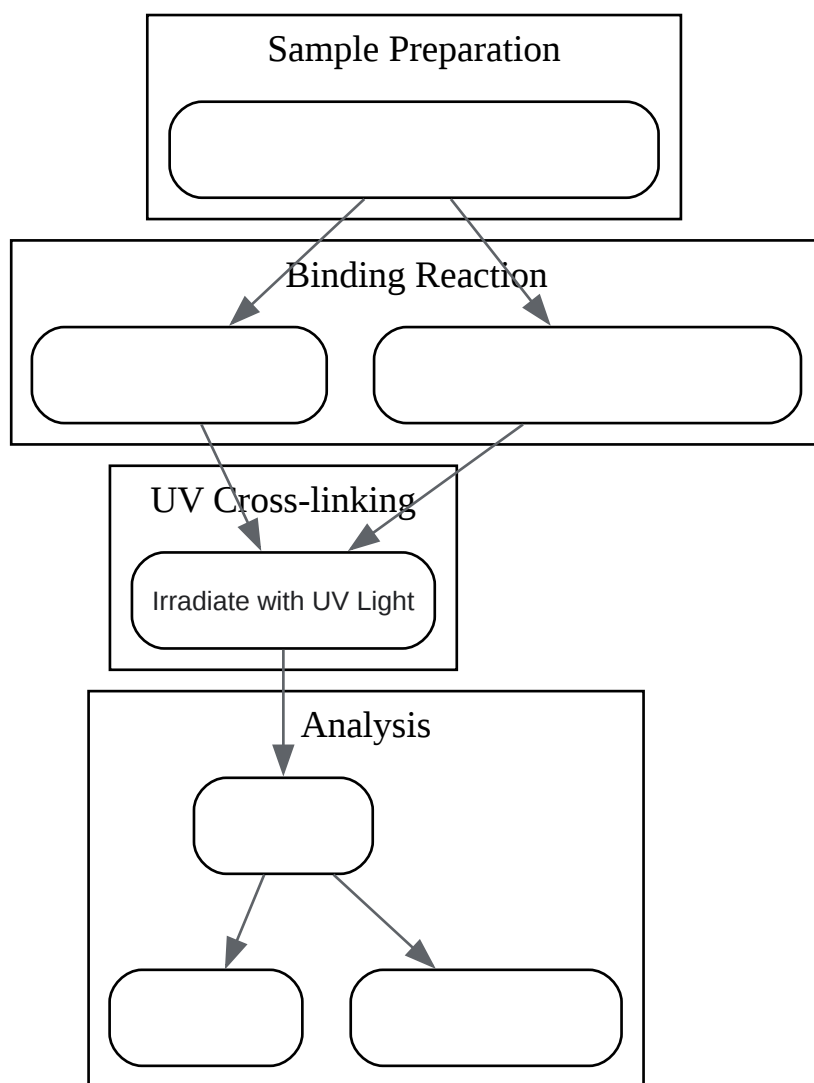 Sample Preparation
Binding Reaction
UV Cross-linking
Irradiate with UV Light
Analysis